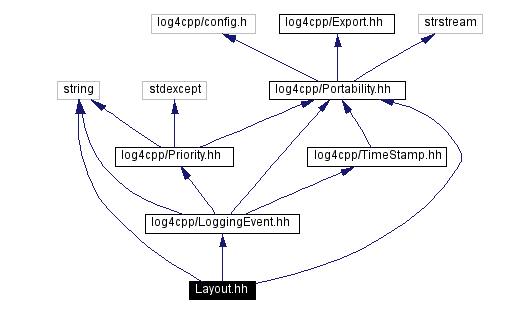 log4cpp/config.h
log4cpp/Export.hh
strstream
string
stdexcept
log4cpp/Portability.hh
log4cpp/Priority.hh
log4cpp/TimeStamp.hh
log4cpp/LoggingEvent.hh
Layout.hh